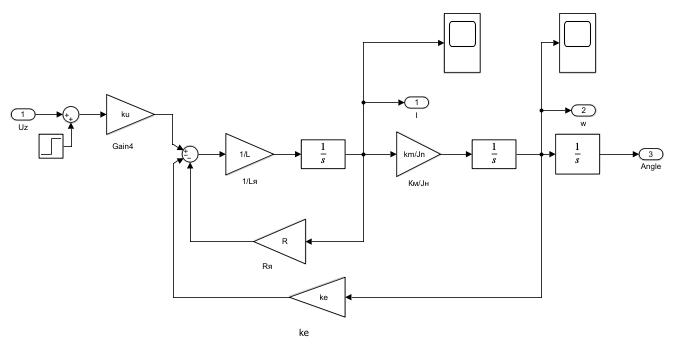 1
Uz
+
+
ku
Gain4
+
−
−
1/L
1/Lя
1
s
1
I
km/Jn
Км/Jн
1
s
2
w
1
s
3
Angle
R
Rя
ke
ke